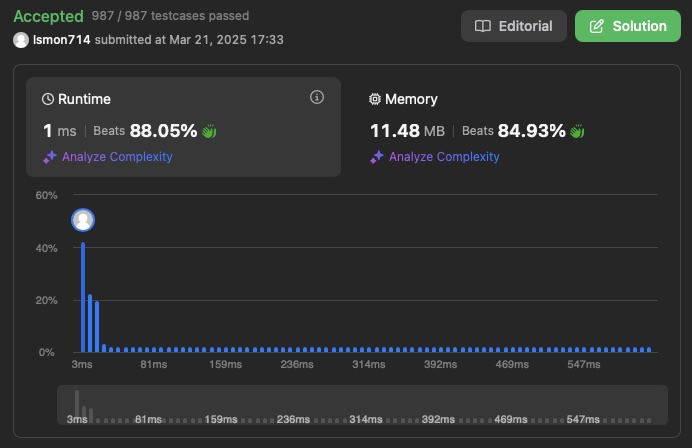 Accepted 987 / 987 testcases passed
lsmon714 submitted at Mar 21, 2025 17:33
Editorial
Solution
Runtime
1 ms | Beats 88.05%
Analyze Complexity
Memory
11.48 MB | Beats 84.93%
Analyze Complexity
60%
40%
20%
0%
3ms 81ms 159ms 236ms 314ms 392ms 469ms 547ms
3ms 81ms 159ms 236ms 314ms 392ms 469ms 547ms